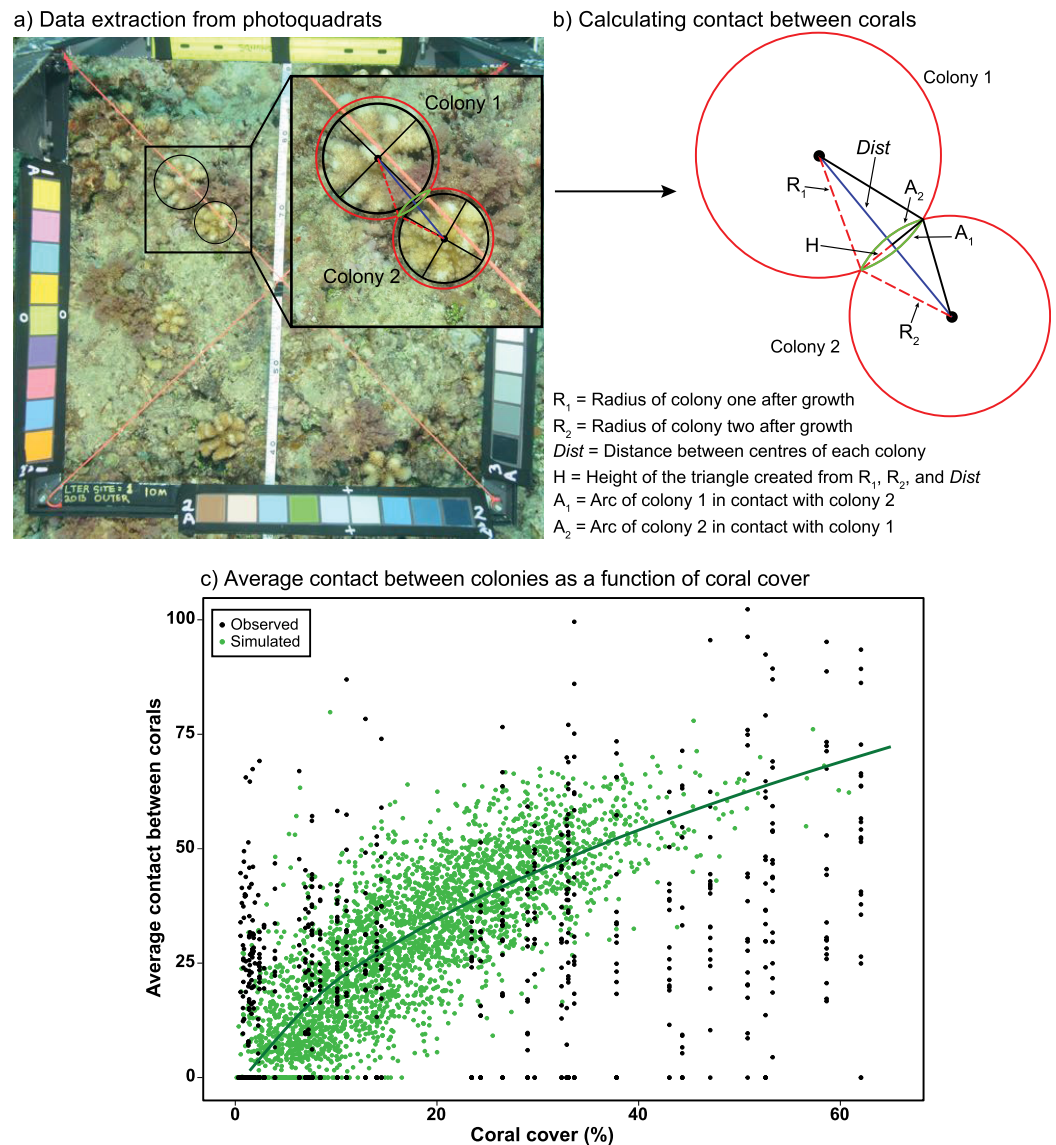 a) Data extraction from photoquadrats
Colony 1
Colony 2
LTER SITE = 1 10M
2013 OUTER
b) Calculating contact between corals
Colony 1
Dist
R₁
A₂
A₁
H
R₂
Colony 2
R₁ = Radius of colony one after growth
R₂ = Radius of colony two after growth
Dist = Distance between centres of each colony
H = Height of the triangle created from R₁, R₂, and Dist
A₁ = Arc of colony 1 in contact with colony 2
A₂ = Arc of colony 2 in contact with colony 1
c) Average contact between colonies as a function of coral cover
Observed
Simulated
Average contact between corals
100
75
50
25
0
0 20 40 60
Coral cover (%)